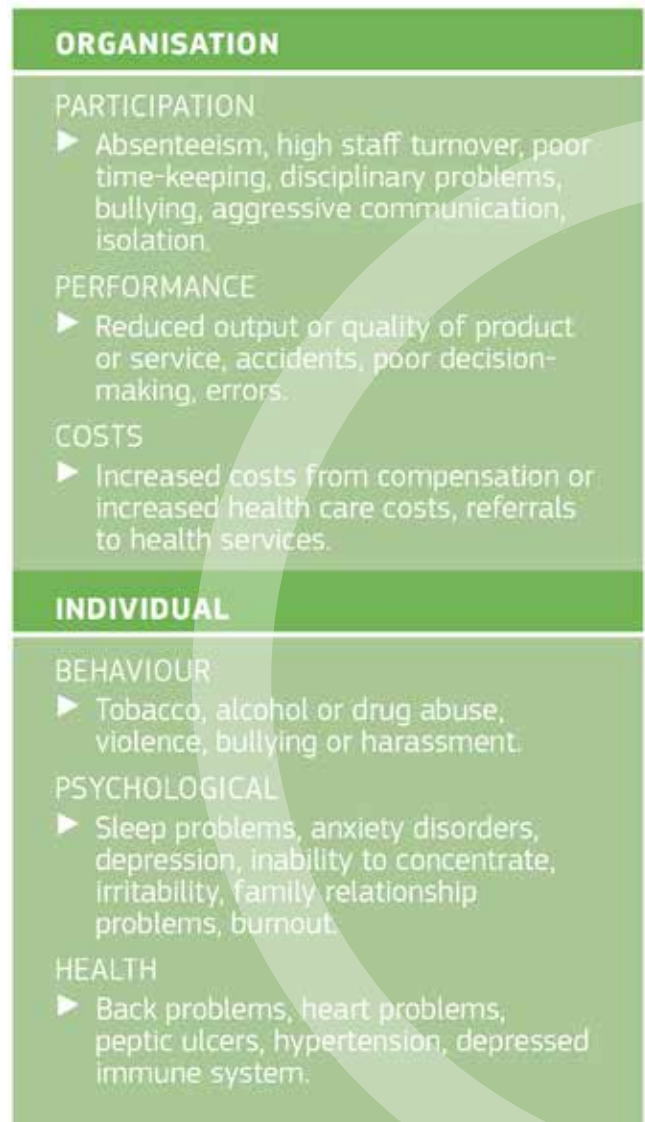 ORGANISATION
PARTICIPATION
► Absenteeism, high staff turnover, poor
time-keeping, disciplinary problems,
bullying, aggressive communication,
isolation.
PERFORMANCE
► Reduced output or quality of product
or service, accidents, poor decision-
making, errors.
COSTS
► Increased costs from compensation or
increased health care costs, referrals
to health services.
INDIVIDUAL
BEHAVIOUR
► Tobacco, alcohol or drug abuse,
violence, bullying or harassment.
PSYCHOLOGICAL
► Sleep problems, anxiety disorders,
depression, inability to concentrate,
irritability, family relationship
problems, burnout.
HEALTH
► Back problems, heart problems,
peptic ulcers, hypertension, depressed
immune system.